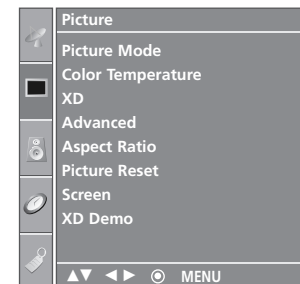 Picture
Picture Mode
Color Temperature
XD
Advanced
Aspect Ratio
Picture Reset
Screen
XD Demo
▲▼ ◄► ◉ MENU